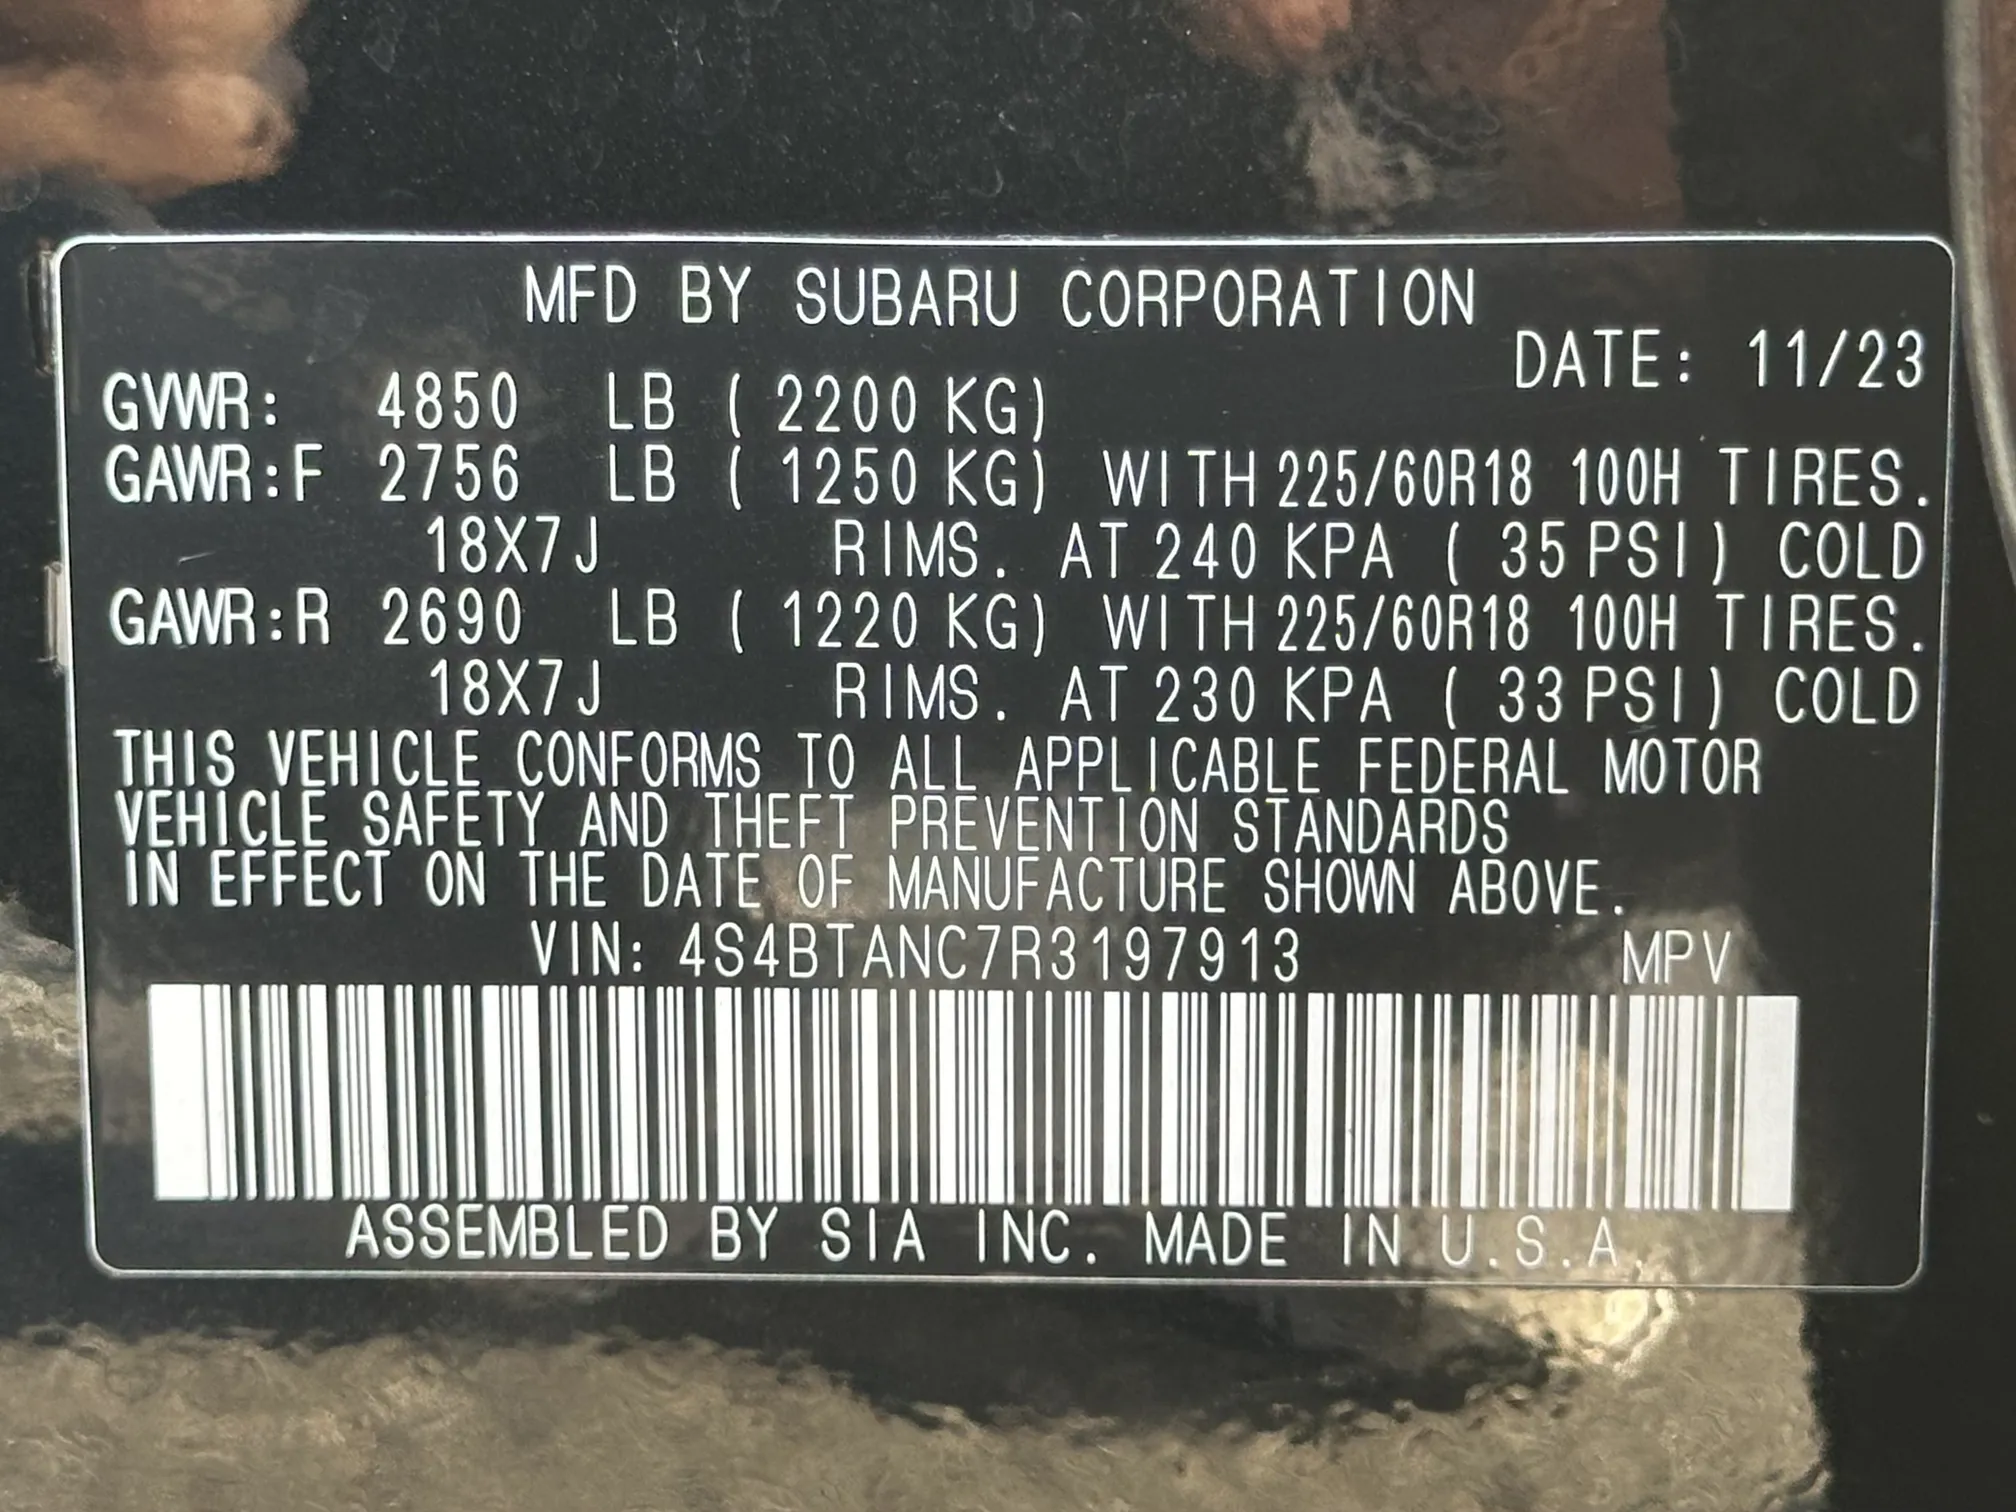 MFD BY SUBARU CORPORATION
DATE: 11/23
GVWR: 4850 LB ( 2200 KG)
GAWR:F 2756 LB ( 1250 KG) WITH 225/60R18 100H TIRES.
18X7J RIMS. AT 240 KPA ( 35 PSI) COLD
GAWR:R 2690 LB ( 1220 KG) WITH 225/60R18 100H TIRES.
18X7J RIMS. AT 230 KPA ( 33 PSI) COLD
THIS VEHICLE CONFORMS TO ALL APPLICABLE FEDERAL MOTOR
VEHICLE SAFETY AND THEFT PREVENTION STANDARDS
IN EFFECT ON THE DATE OF MANUFACTURE SHOWN ABOVE.
VIN: 4S4BTANC7R3197913 MPV
ASSEMBLED BY SIA INC. MADE IN U.S.A.